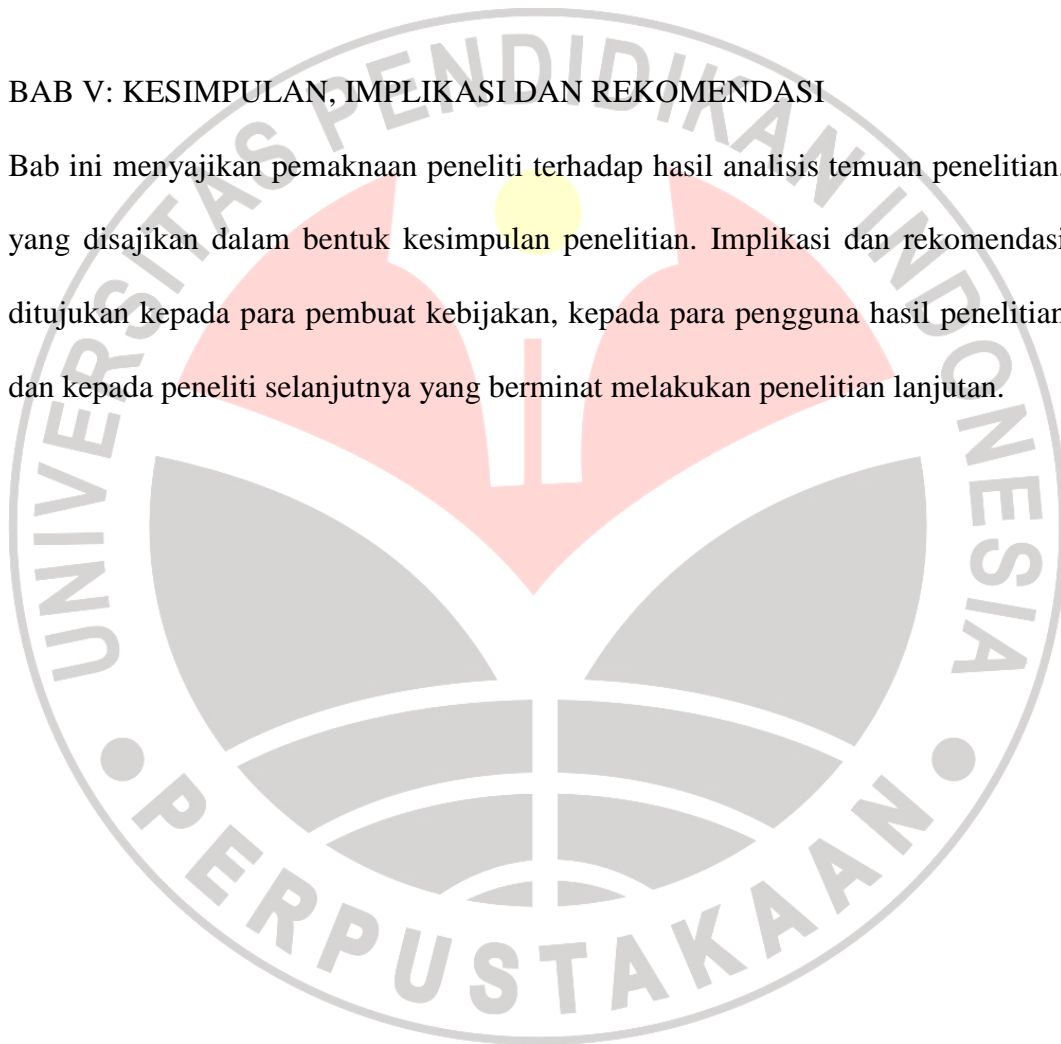 BAB V: KESIMPULAN, IMPLIKASI DAN REKOMENDASI
Bab ini menyajikan pemaknaan peneliti terhadap hasil analisis temuan penelitian.
yang disajikan dalam bentuk kesimpulan penelitian. Implikasi dan rekomendasi
ditujukan kepada para pembuat kebijakan, kepada para pengguna hasil penelitian
dan kepada peneliti selanjutnya yang berminat melakukan penelitian lanjutan.
UNIVERSITAS PENDIDIKAN INDONESIA
PERPUSTAKAAN